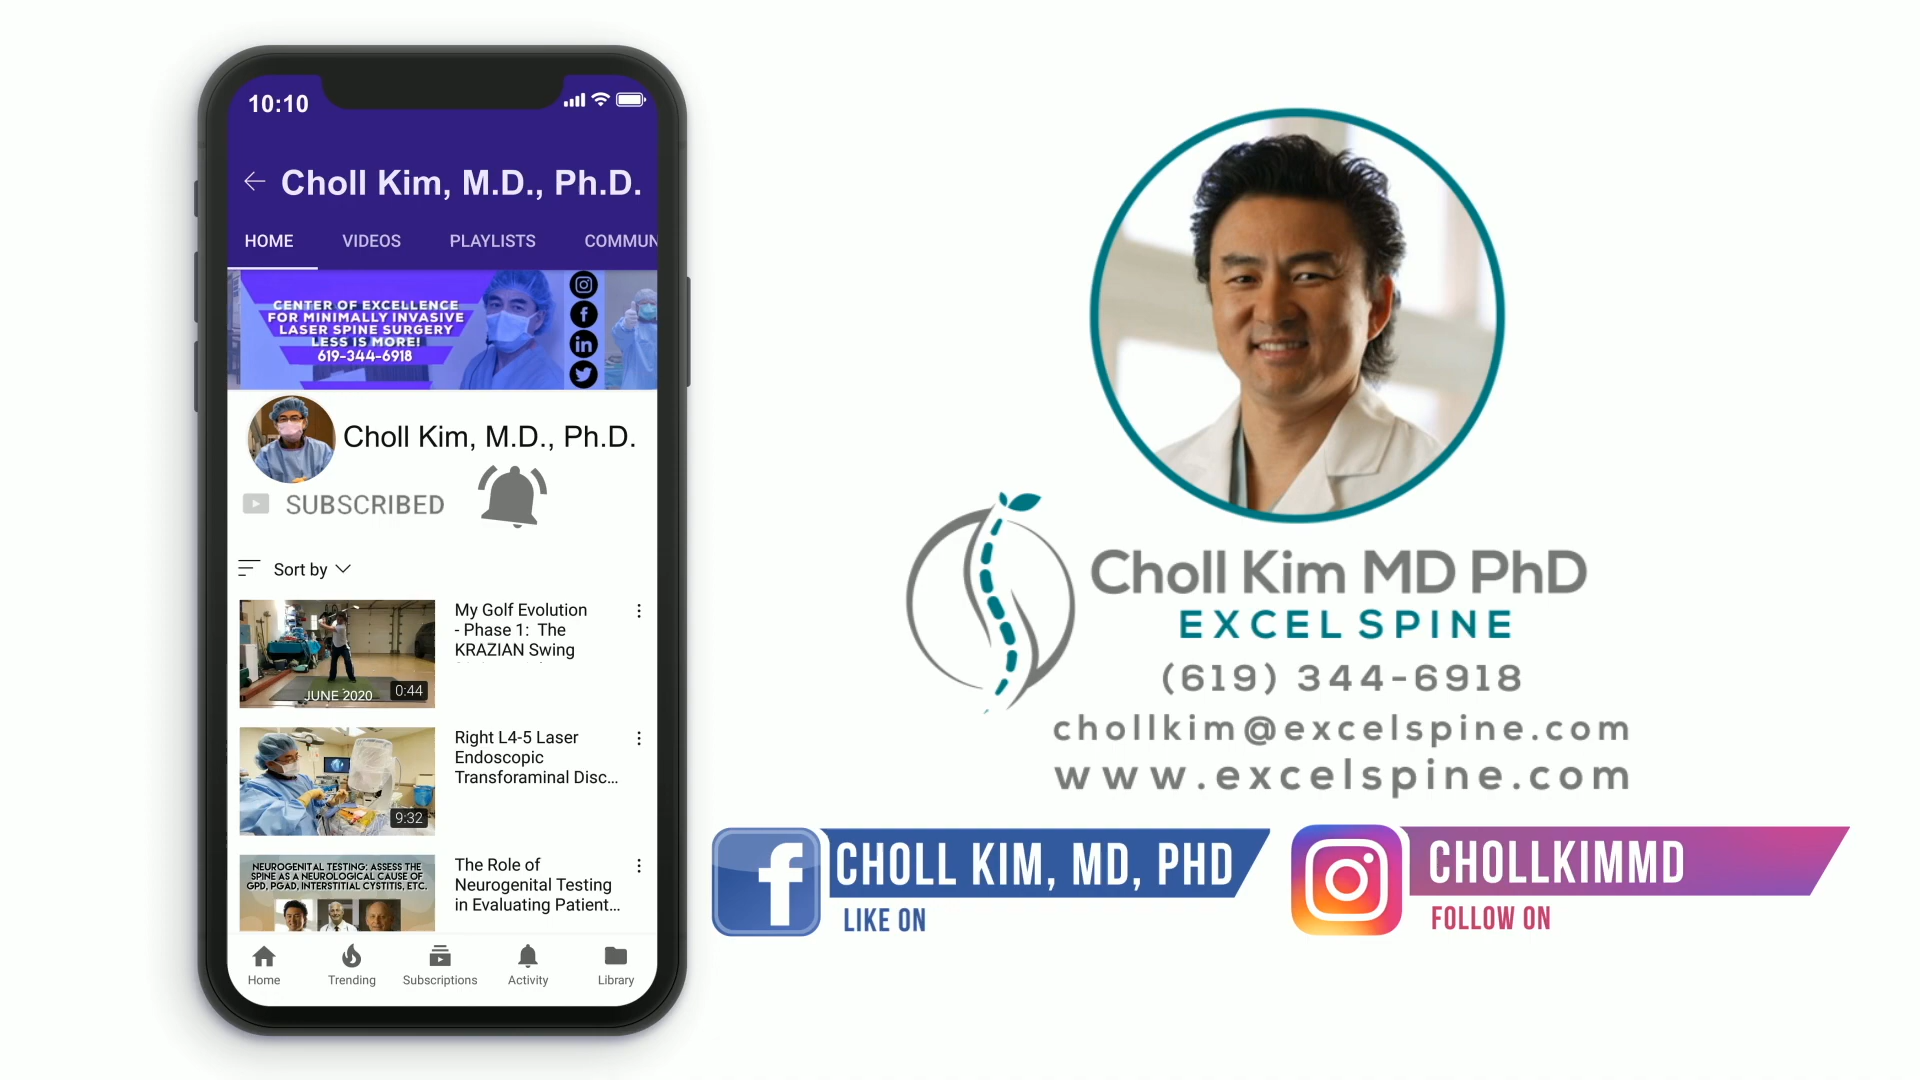 10:10
Choll Kim, M.D., Ph.D.
HOME VIDEOS PLAYLISTS COMMUN
CENTER OF EXCELLENCE
FOR MINIMALLY INVASIVE
LASER SPINE SURGERY
LESS IS MORE!
619-344-6918
Choll Kim, M.D., Ph.D.
SUBSCRIBED
Sort by
My Golf Evolution
- Phase 1: The
KRAZIAN Swing
JUNE 2020
0:44
Right L4-5 Laser
Endoscopic
Transforaminal Disc...
9:32
NEUROGENITAL TESTING; ASSESS THE
SPINE AS A NEUROLOGICAL CAUSE OF
GPD, PGAD, INTERSTITIAL CYSTITIS, ETC.
The Role of
Neurogenital Testing
in Evaluating Patient...
Home Trending Subscriptions Activity Library
Choll Kim MD PhD
EXCEL SPINE
(619) 344-6918
chollkim@excelspine.com
www.excelspine.com
CHOLL KIM, MD, PHD
LIKE ON
CHOLLKIMMD
FOLLOW ON